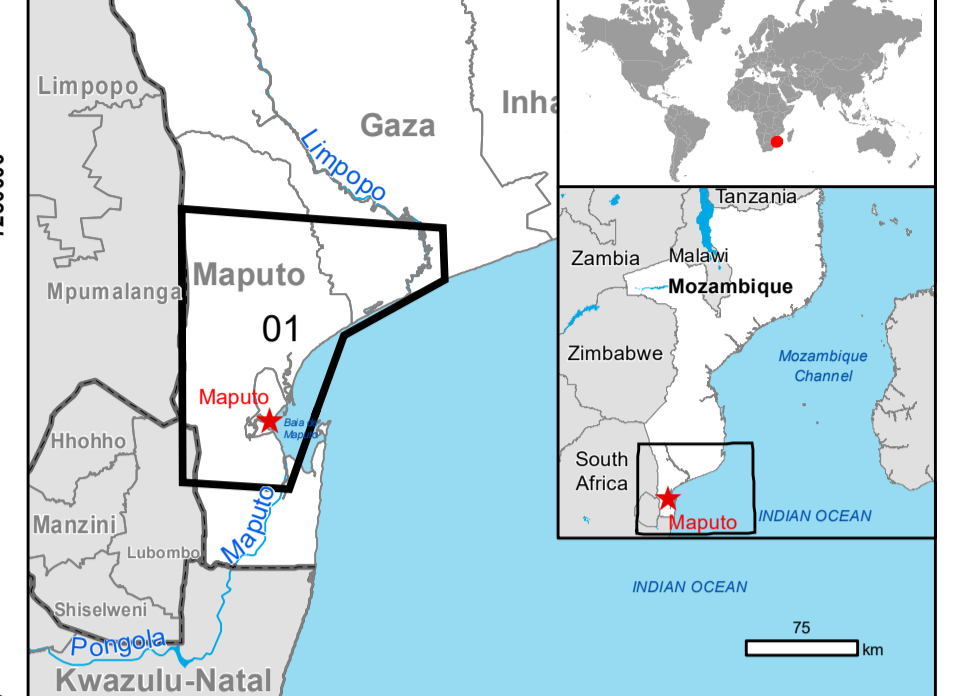 Limpopo
Gaza
Limpopo
Mpumalanga
Maputo
01
Maputo
Maputo
Hhohho
Manzini
Lubombo
Shiselweni
Pongola
Kwazulu-Natal
Maputo
Tanzania
Zambia
Malawi
Mozambique
Zimbabwe
Mozambique
Channel
South
Africa
Maputo
INDIAN OCEAN
INDIAN OCEAN
75
km